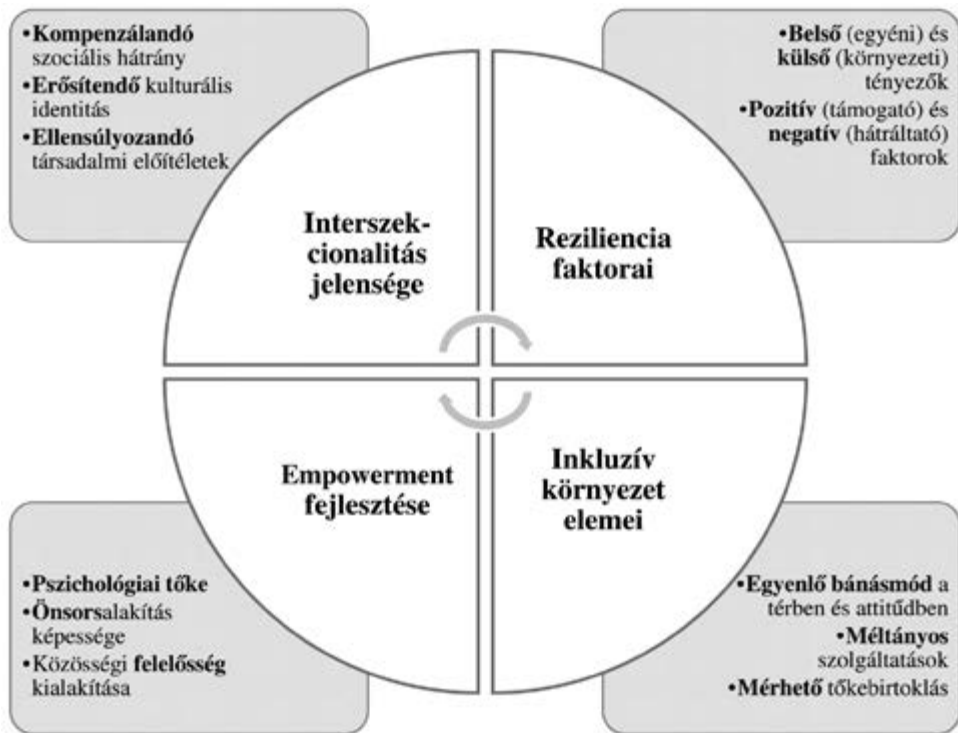 •Kompenzálandó
szociális hátrány
•Erősítendő kulturális
identitás
•Ellensúlyozandó
társadalmi előítéletek
•Belső (egyéni) és
külső (környezeti)
tényezők
•Pozitív (támogató) és
negatív (hátráltató)
faktorok
Interszek-
cionalitás
jelensége
Reziliencia
faktorai
Empowerment
fejlesztése
Inkluzív
környezet
elemei
•Pszichológiai tőke
•Önsorsalakítás
képessége
•Közösségi felelősség
kialakítása
•Egyenlő bánásmód a
térben és attitűdben
•Méltányos
szolgáltatások
•Mérhető tőkebirtoklás